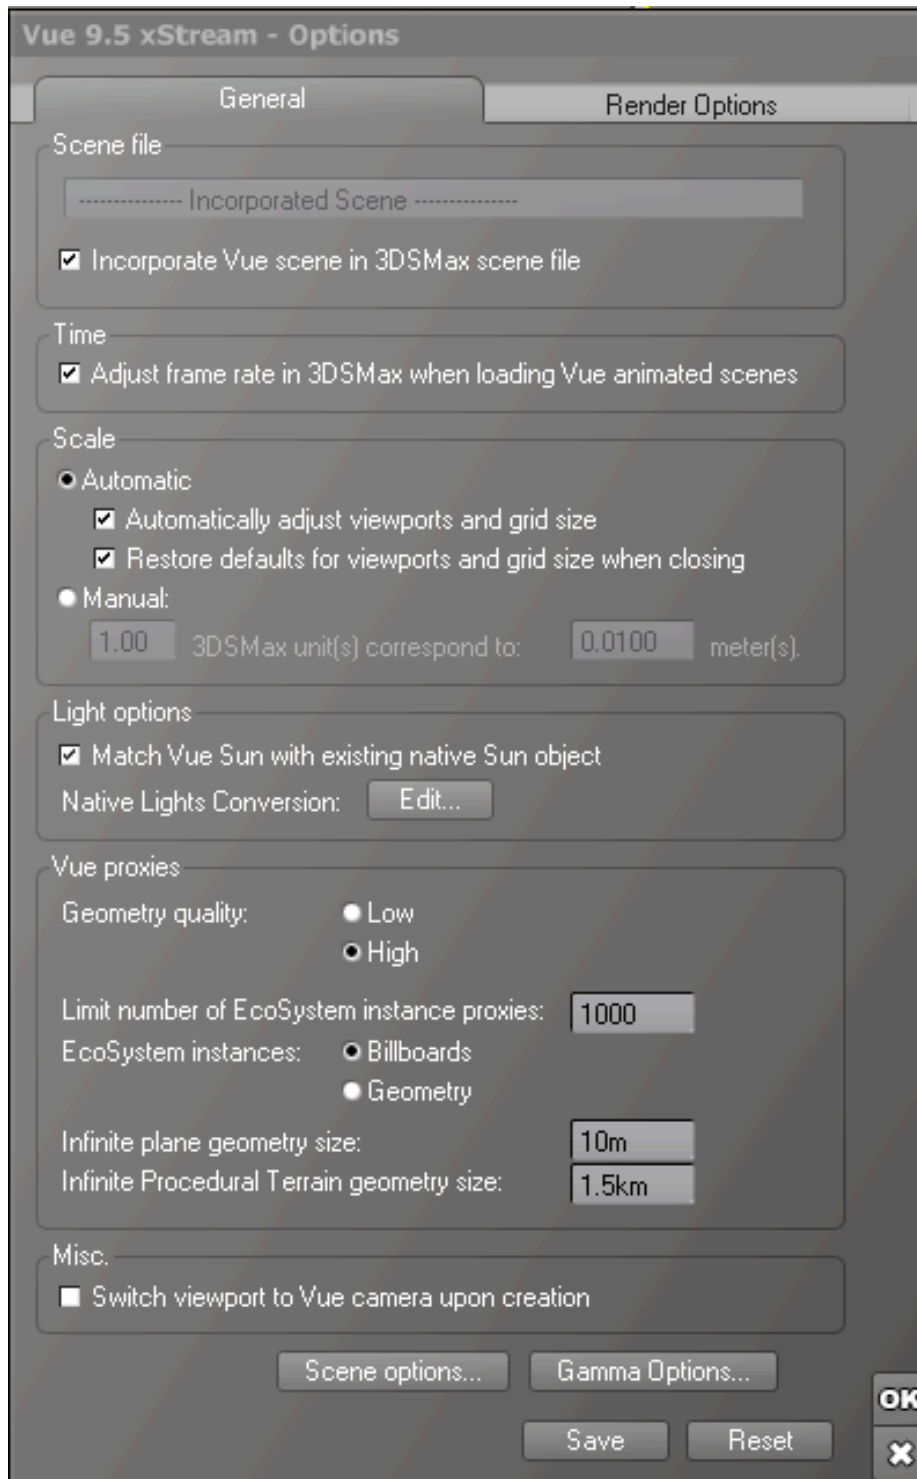 Vue 9.5 xStream - Options
General
Render Options
Scene file
--------------- Incorporated Scene ---------------
Incorporate Vue scene in 3DSMax scene file
Time
Adjust frame rate in 3DSMax when loading Vue animated scenes
Scale
Automatic
Automatically adjust viewports and grid size
Restore defaults for viewports and grid size when closing
Manual:
1.00 3DSMax unit(s) correspond to: 0.0100 meter(s).
Light options
Match Vue Sun with existing native Sun object
Native Lights Conversion: Edit...
Vue proxies
Geometry quality: Low
High
Limit number of EcoSystem instance proxies: 1000
EcoSystem instances: Billboards
Geometry
Infinite plane geometry size: 10m
Infinite Procedural Terrain geometry size: 1.5km
Misc.
Switch viewport to Vue camera upon creation
Scene options... Gamma Options...
OK
Save Reset